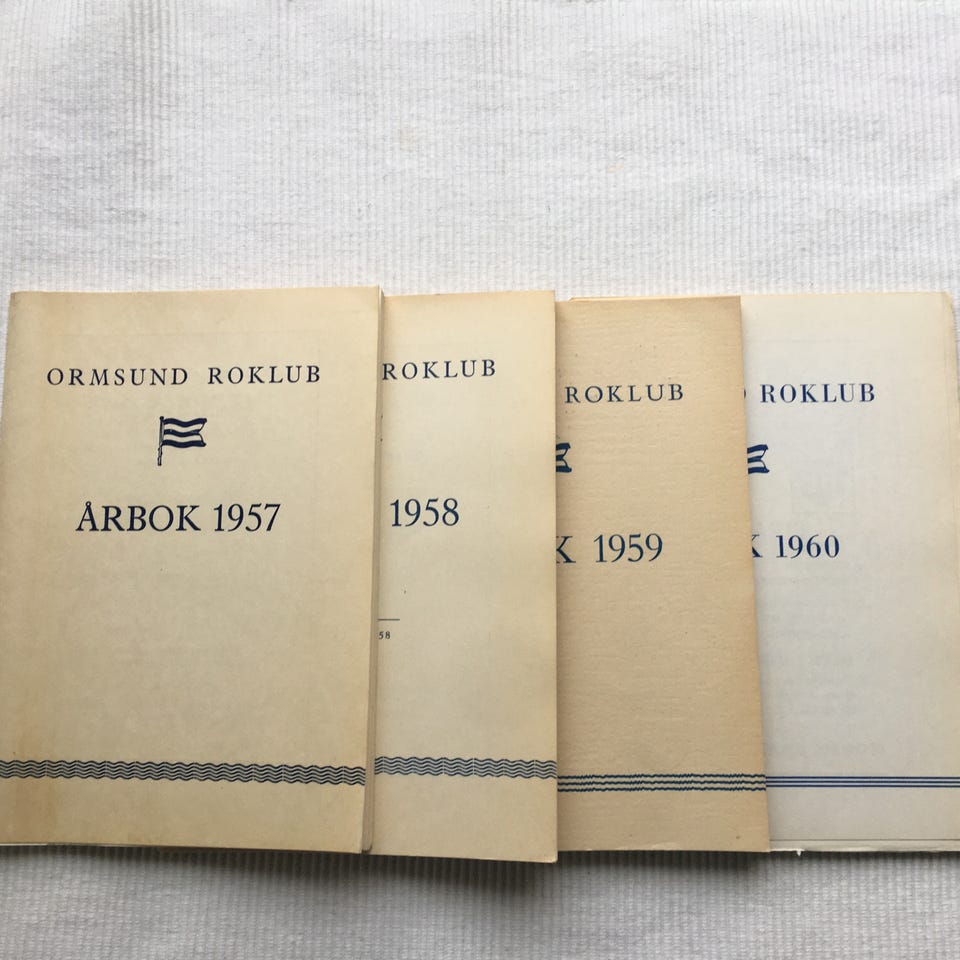 ORMSUND ROKLUB
ÅRBOK 1957
ROKLUB
1958
58
ROKLUB
K 1959
ROKLUB
K 1960